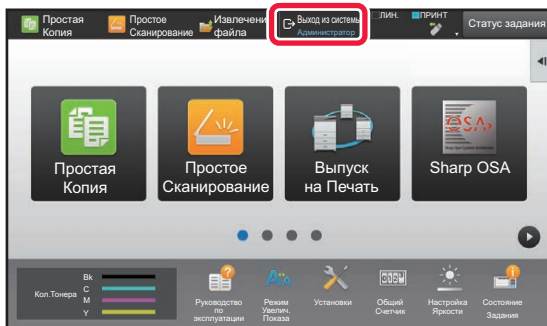 Простая
Копия
Простое
Сканирование
Извлечени
файла
Выход из системы
Администратор
ЛИН.
ПРИНТ
Статус задания
Простая
Копия
Простое
Сканирование
Выпуск
на Печать
OSA
Sharp OSA
Кол.Тонера
Bk
C
M
Y
Руководство
по
эксплуатации
Режим
Увелич.
Показа
Установки
Общий
Счетчик
Настройка
Яркости
Состояние
Задания